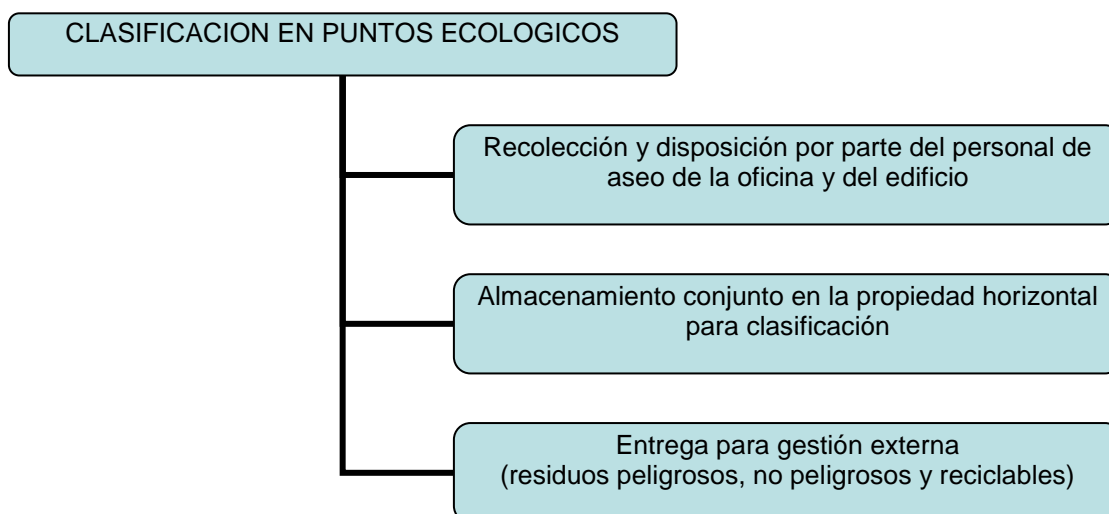 CLASIFICACION EN PUNTOS ECOLOGICOS
Recolección y disposición por parte del personal de
aseo de la oficina y del edificio
Almacenamiento conjunto en la propiedad horizontal
para clasificación
Entrega para gestión externa
(residuos peligrosos, no peligrosos y reciclables)